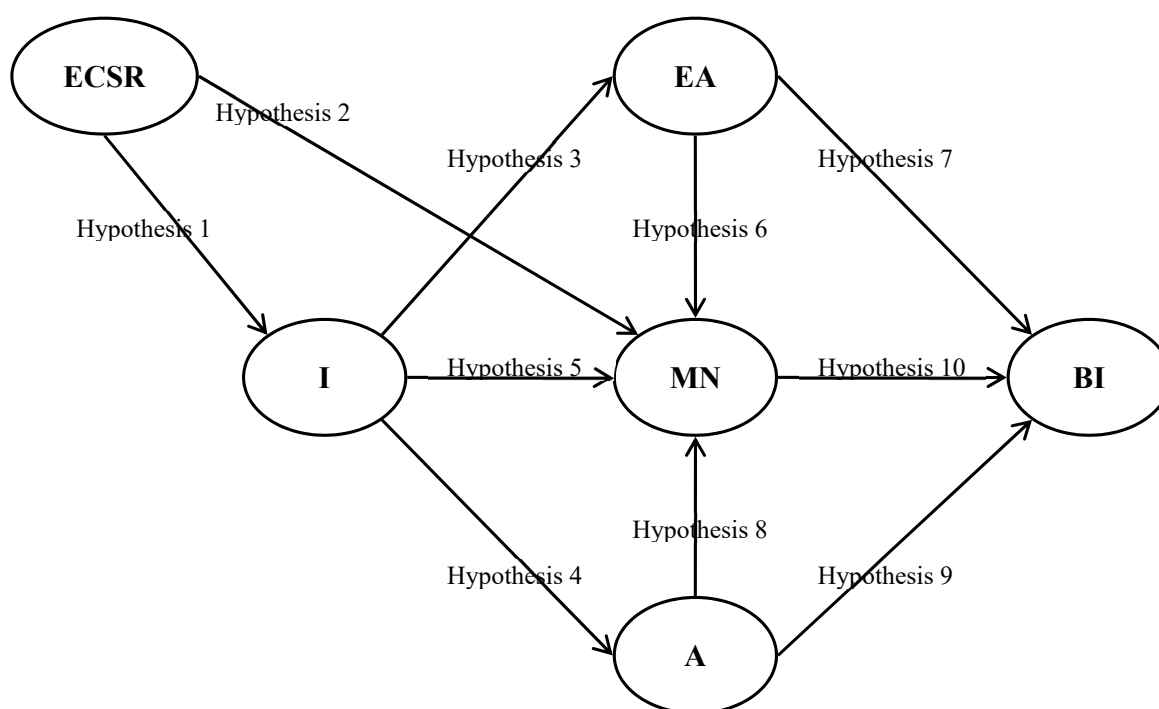 ECSR
EA
Hypothesis 2
Hypothesis 3
Hypothesis 7
Hypothesis 1
Hypothesis 6
I
Hypothesis 5
MN
Hypothesis 10
BI
Hypothesis 8
Hypothesis 4
Hypothesis 9
A